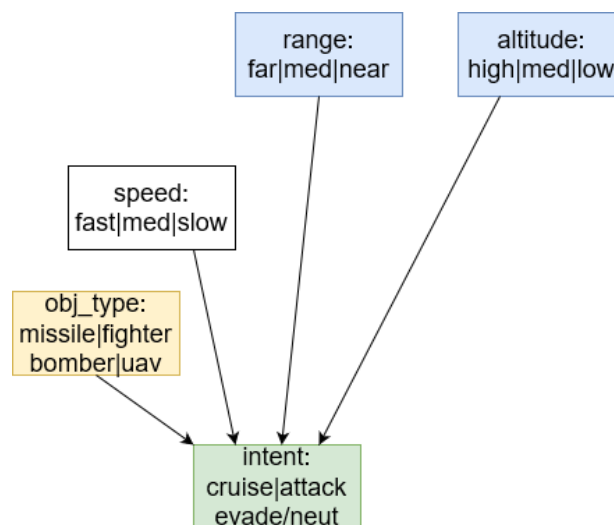 range:
far|med|near
altitude:
high|med|low
speed:
fast|med|slow
obj_type:
missile|fighter
bomber|uav
intent:
cruise|attack
evade/neut